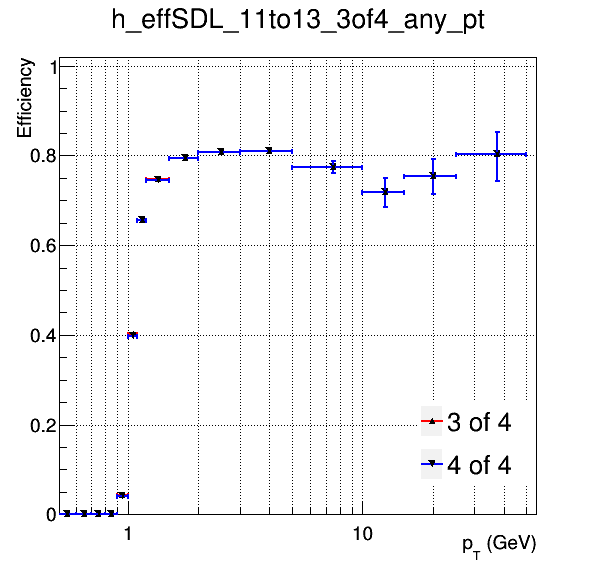 h_effSDL_11to13_3of4_any_pt
Efficiency
1
0.8
0.6
0.4
0.2
0
3 of 4
4 of 4
1
10
p_T (GeV)